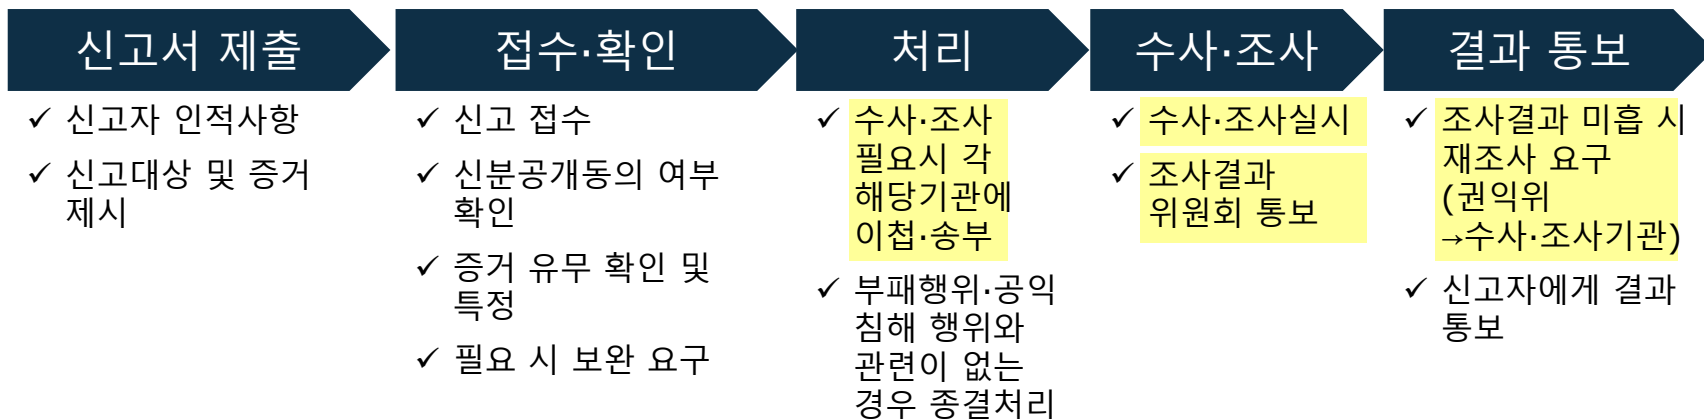 신고서 제출
✓ 신고자 인적사항
✓ 신고대상 및 증거
제시
접수·확인
✓ 신고 접수
✓ 신분공개동의 여부
확인
✓ 증거 유무 확인 및
특정
✓ 필요 시 보완 요구
처리
✓ 수사·조사
필요시 각
해당기관에
이첩·송부
✓ 부패행위·공익
침해 행위와
관련이 없는
경우 종결처리
수사·조사
✓ 수사·조사실시
✓ 조사결과
위원회 통보
결과 통보
✓ 조사결과 미흡 시
재조사 요구
(권익위
→수사·조사기관)
✓ 신고자에게 결과
통보